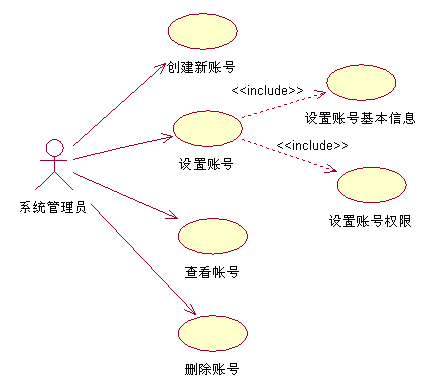 创建新账号
<<include>>
设置账号基本信息
设置账号
<<include>>
设置账号权限
系统管理员
查看帐号
删除账号